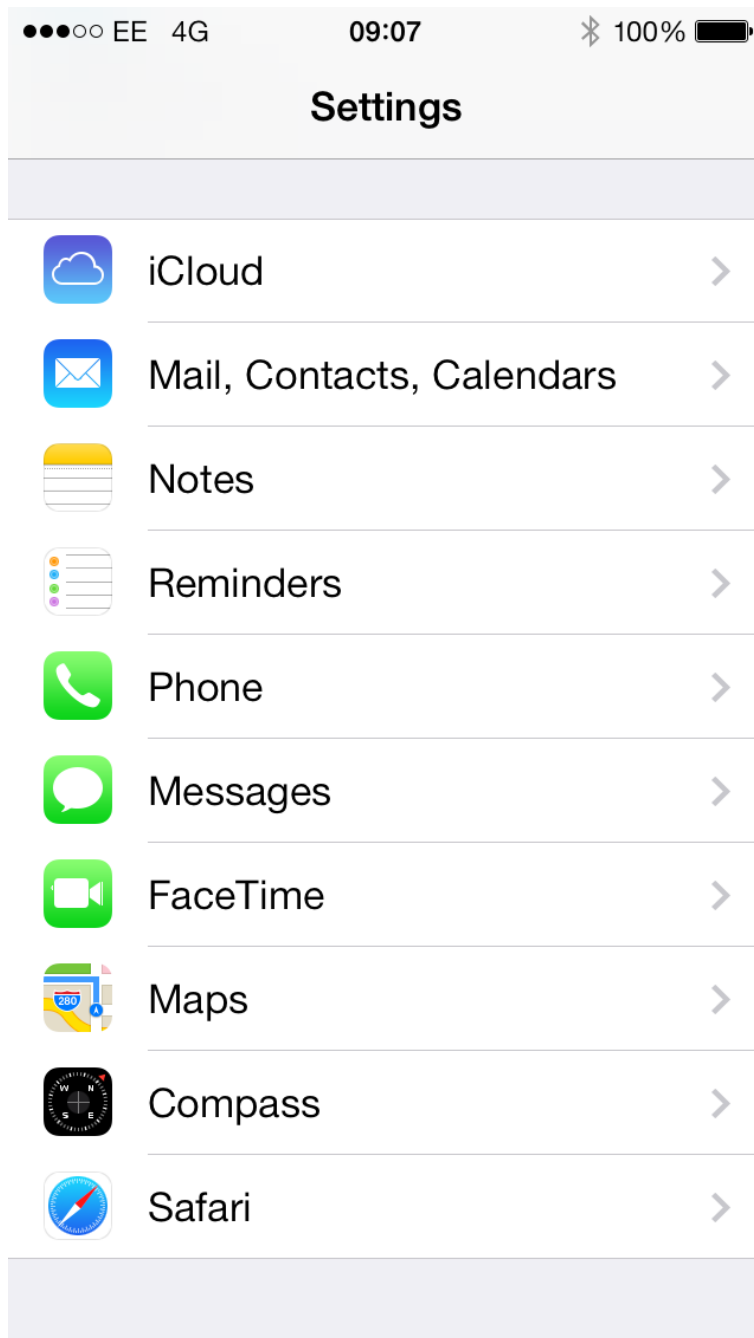 EE 4G 09:07 100%
Settings
iCloud
Mail, Contacts, Calendars
Notes
Reminders
Phone
Messages
FaceTime
280
Maps
W N
S E
Compass
Safari